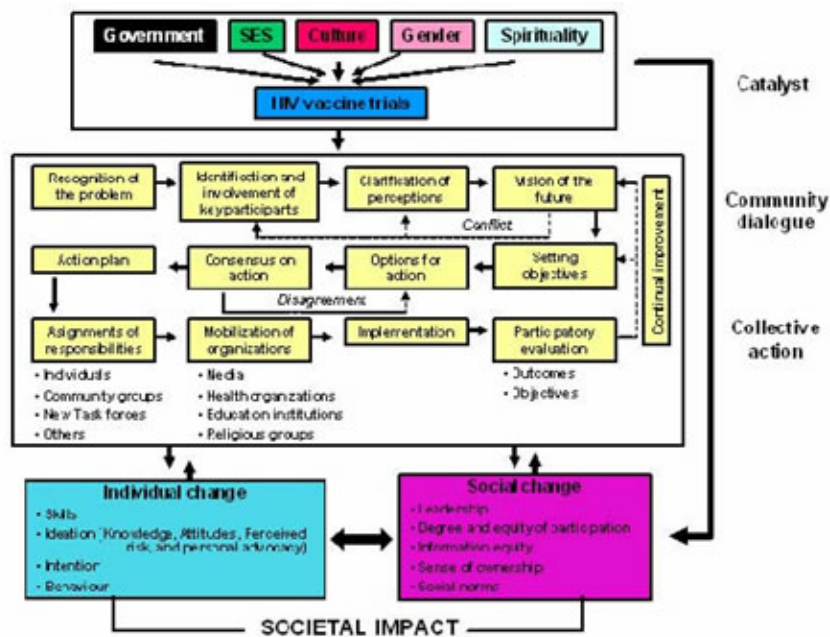 Government SES Culture Gender Spirituality
HIV vaccine trials
Catalyst
Recognition of
the problem
Identification and
involvement of
key participants
Clarification of
perceptions
Vision of the
future
Conflict
Community
dialogue
Action plan
Consensus on
action
Options for
action
Setting
objectives
Disagreement
Continual improvement
Collective
action
Assignments of
responsibilities
Mobilization of
organizations
Implementation
Participatory
evaluation
• Individuals
• Community groups
• New Task forces
• Others
• Media
• Health organizations
• Education institutions
• Religious groups
• Outcomes
• Objectives
Individual change
• Skills
• Ideation (Knowledge, Attitudes, Perceived
risk, and personal advocacy)
• Intention
• Behaviour
Social change
• Leadership
• Degree and equity of participation
• Information equity
• Sense of ownership
• Social norms
SOCIETAL IMPACT